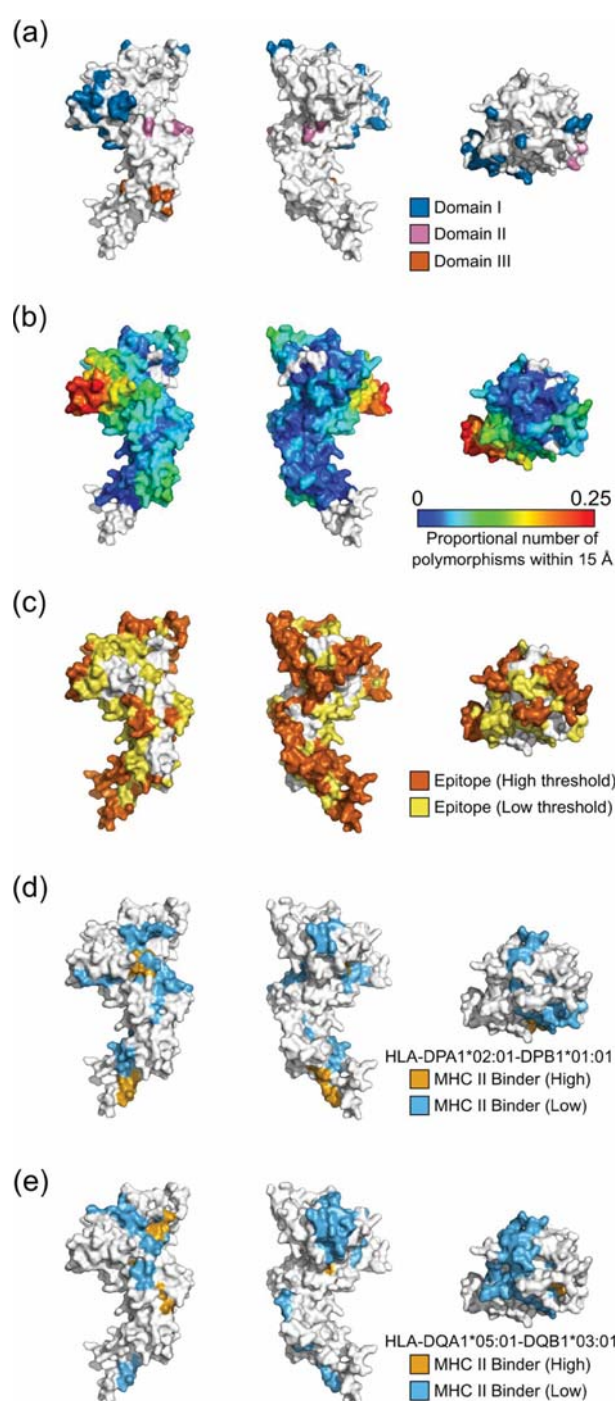 (a)
Domain I
Domain II
Domain III
(b)
0 0.25
Proportional number of
polymorphisms within 15 Å
(c)
Epitope (High threshold)
Epitope (Low threshold)
(d)
HLA-DPA1*02:01-DPB1*01:01
MHC II Binder (High)
MHC II Binder (Low)
(e)
HLA-DQA1*05:01-DQB1*03:01
MHC II Binder (High)
MHC II Binder (Low)